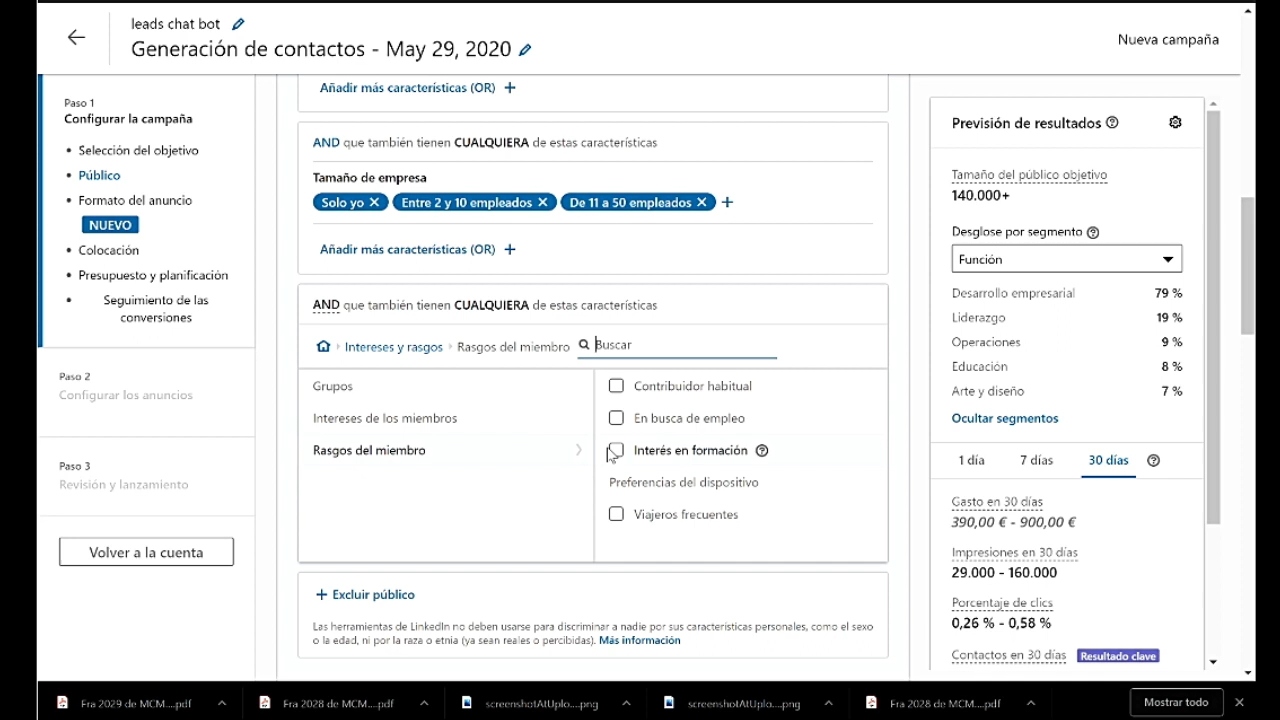 leads chat bot
Generación de contactos - May 29, 2020
Nueva campaña
Paso 1
Configurar la campaña
• Selección del objetivo
• Público
• Formato del anuncio
NUEVO
• Colocación
• Presupuesto y planificación
• Seguimiento de las
conversiones
Paso 2
Configurar los anuncios
Paso 3
Revisión y lanzamiento
Volver a la cuenta
Añadir más características (OR) +
AND que también tienen CUALQUIERA de estas características
Tamaño de empresa
Solo yo ✕ Entre 2 y 10 empleados ✕ De 11 a 50 empleados ✕ +
Añadir más características (OR) +
AND que también tienen CUALQUIERA de estas características
Intereses y rasgos › Rasgos del miembro Buscar
Grupos
Intereses de los miembros
Rasgos del miembro
Contribuidor habitual
En busca de empleo
Interés en formación
Preferencias del dispositivo
Viajeros frecuentes
+ Excluir público
Las herramientas de LinkedIn no deben usarse para discriminar a nadie por sus características personales, como el sexo
o la edad, ni por la raza o etnia (ya sean reales o percibidas). Más información
Previsión de resultados
Tamaño del público objetivo
140.000+
Desglose por segmento
Función
Desarrollo empresarial 79 %
Liderazgo 19 %
Operaciones 9 %
Educación 8 %
Arte y diseño 7 %
Ocultar segmentos
1 día 7 días 30 días
Gasto en 30 días
390,00 € - 900,00 €
Impresiones en 30 días
29.000 - 160.000
Porcentaje de clics
0,26 % - 0,58 %
Contactos en 30 días Resultado clave
Fra 2029 de MCM....pdf
Fra 2028 de MCM....pdf
screenshotAtUplo....png
screenshotAtUplo....png
Fra 2028 de MCM....pdf
Mostrar todo